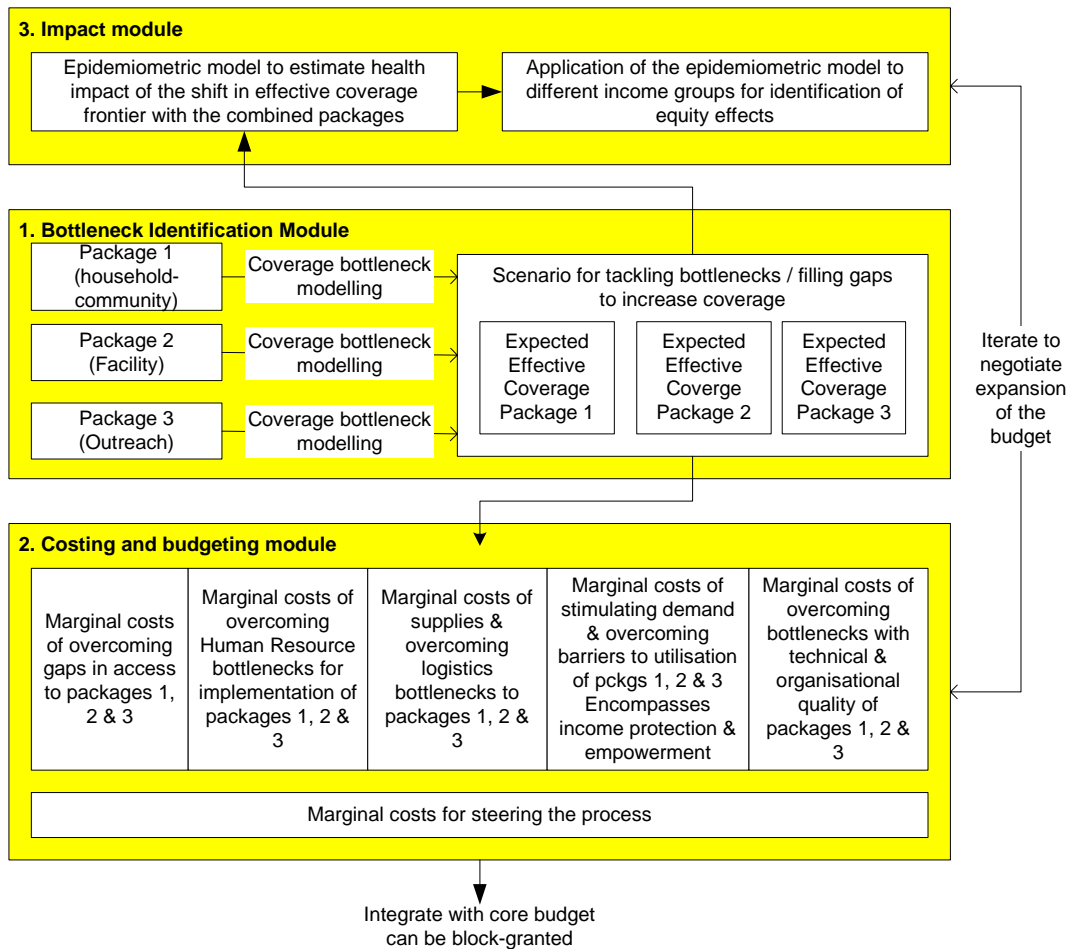 3. Impact module
Epidemiometric model to estimate health
impact of the shift in effective coverage
frontier with the combined packages
Application of the epidemiometric model to
different income groups for identification of
equity effects
1. Bottleneck Identification Module
Package 1
(household-
community)
Coverage bottleneck
modelling
Package 2
(Facility)
Coverage bottleneck
modelling
Package 3
(Outreach)
Coverage bottleneck
modelling
Scenario for tackling bottlenecks / filling gaps
to increase coverage
Expected
Effective
Coverage
Package 1
Expected
Effective
Coverge
Package 2
Expected
Effective
Coverage
Package 3
Iterate to
negotiate
expansion
of the
budget
2. Costing and budgeting module
Marginal costs
of overcoming
gaps in access
to packages 1,
2 & 3
Marginal costs of
overcoming
Human Resource
bottlenecks for
implementation of
packages 1, 2 &
3
Marginal costs of
supplies &
overcoming
logistics
bottlenecks to
packages 1, 2 &
3
Marginal costs of
stimulating demand
& overcoming
barriers to utilisation
of pckgs 1, 2 & 3
Encompasses
income protection &
empowerment
Marginal costs of
overcoming
bottlenecks with
technical &
organisational
quality of
packages 1, 2 &
3
Marginal costs for steering the process
Integrate with core budget
can be block-granted